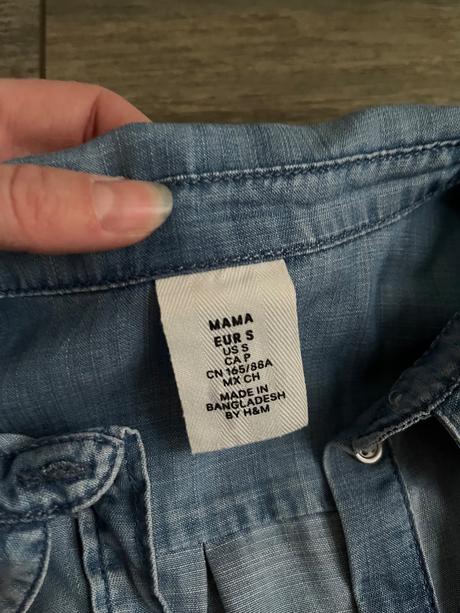 MAMA
EUR S
US S
CA P
CN 165/88A
MX CH
MADE IN
BANGLADESH
BY H&M